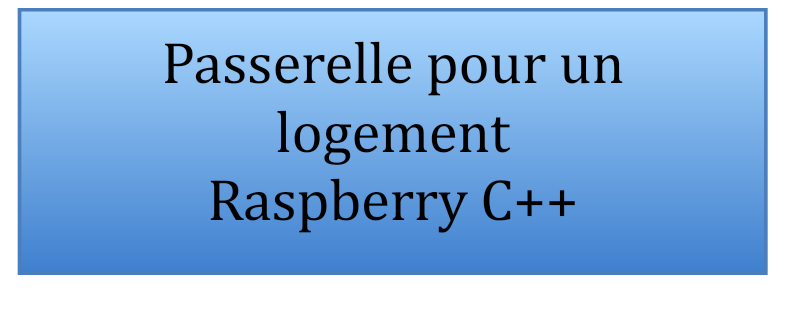 Passerelle pour un
logement
Raspberry C++